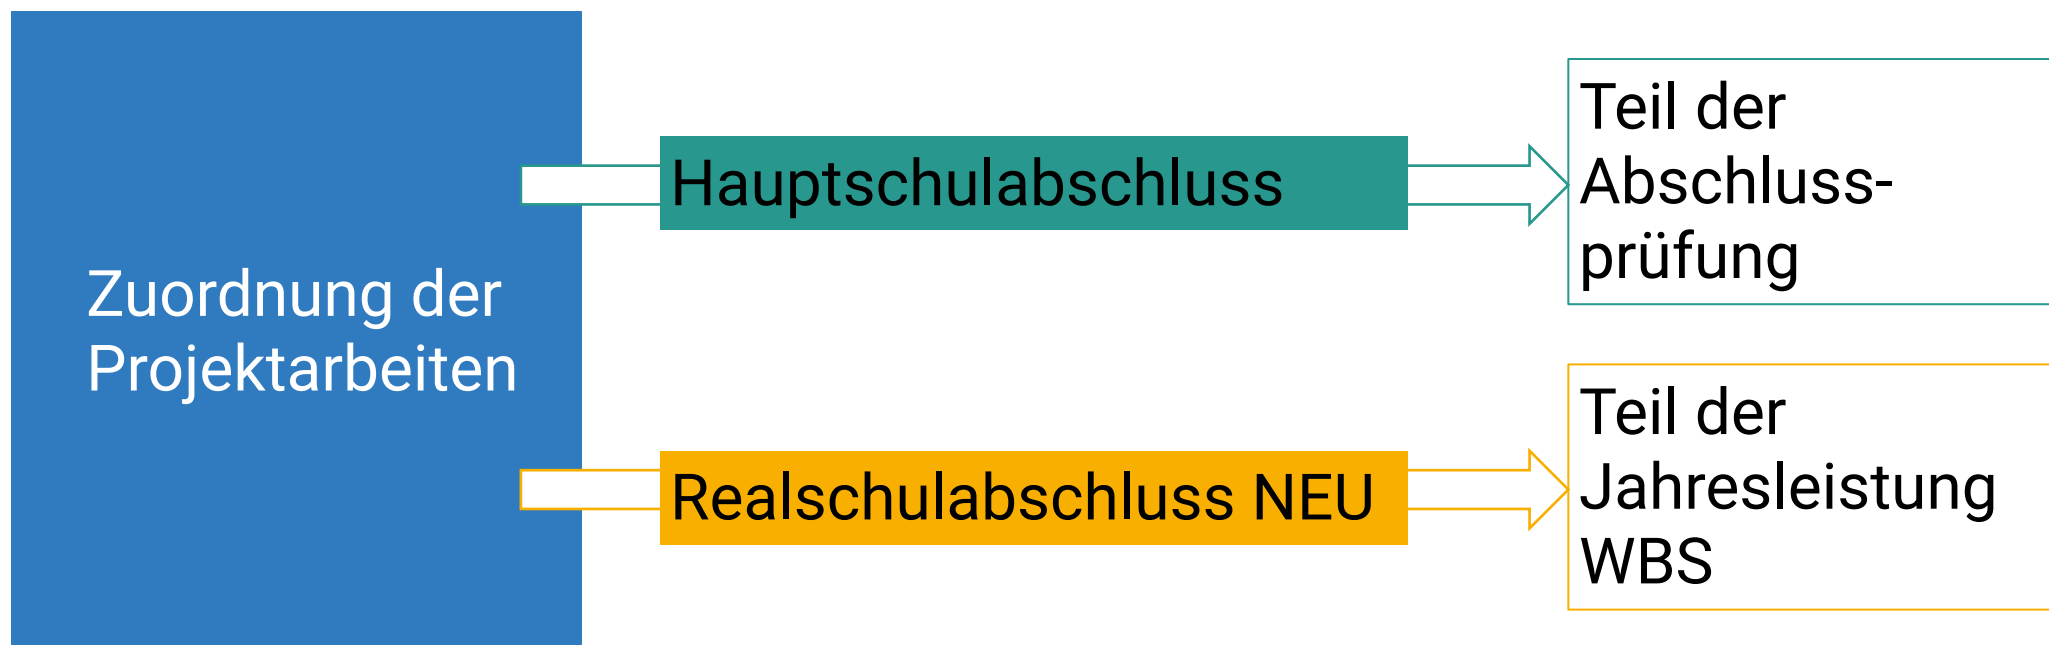 Zuordnung der
Projektarbeiten
Hauptschulabschluss
Teil der
Abschluss-
prüfung
Realschulabschluss NEU
Teil der
Jahresleistung
WBS